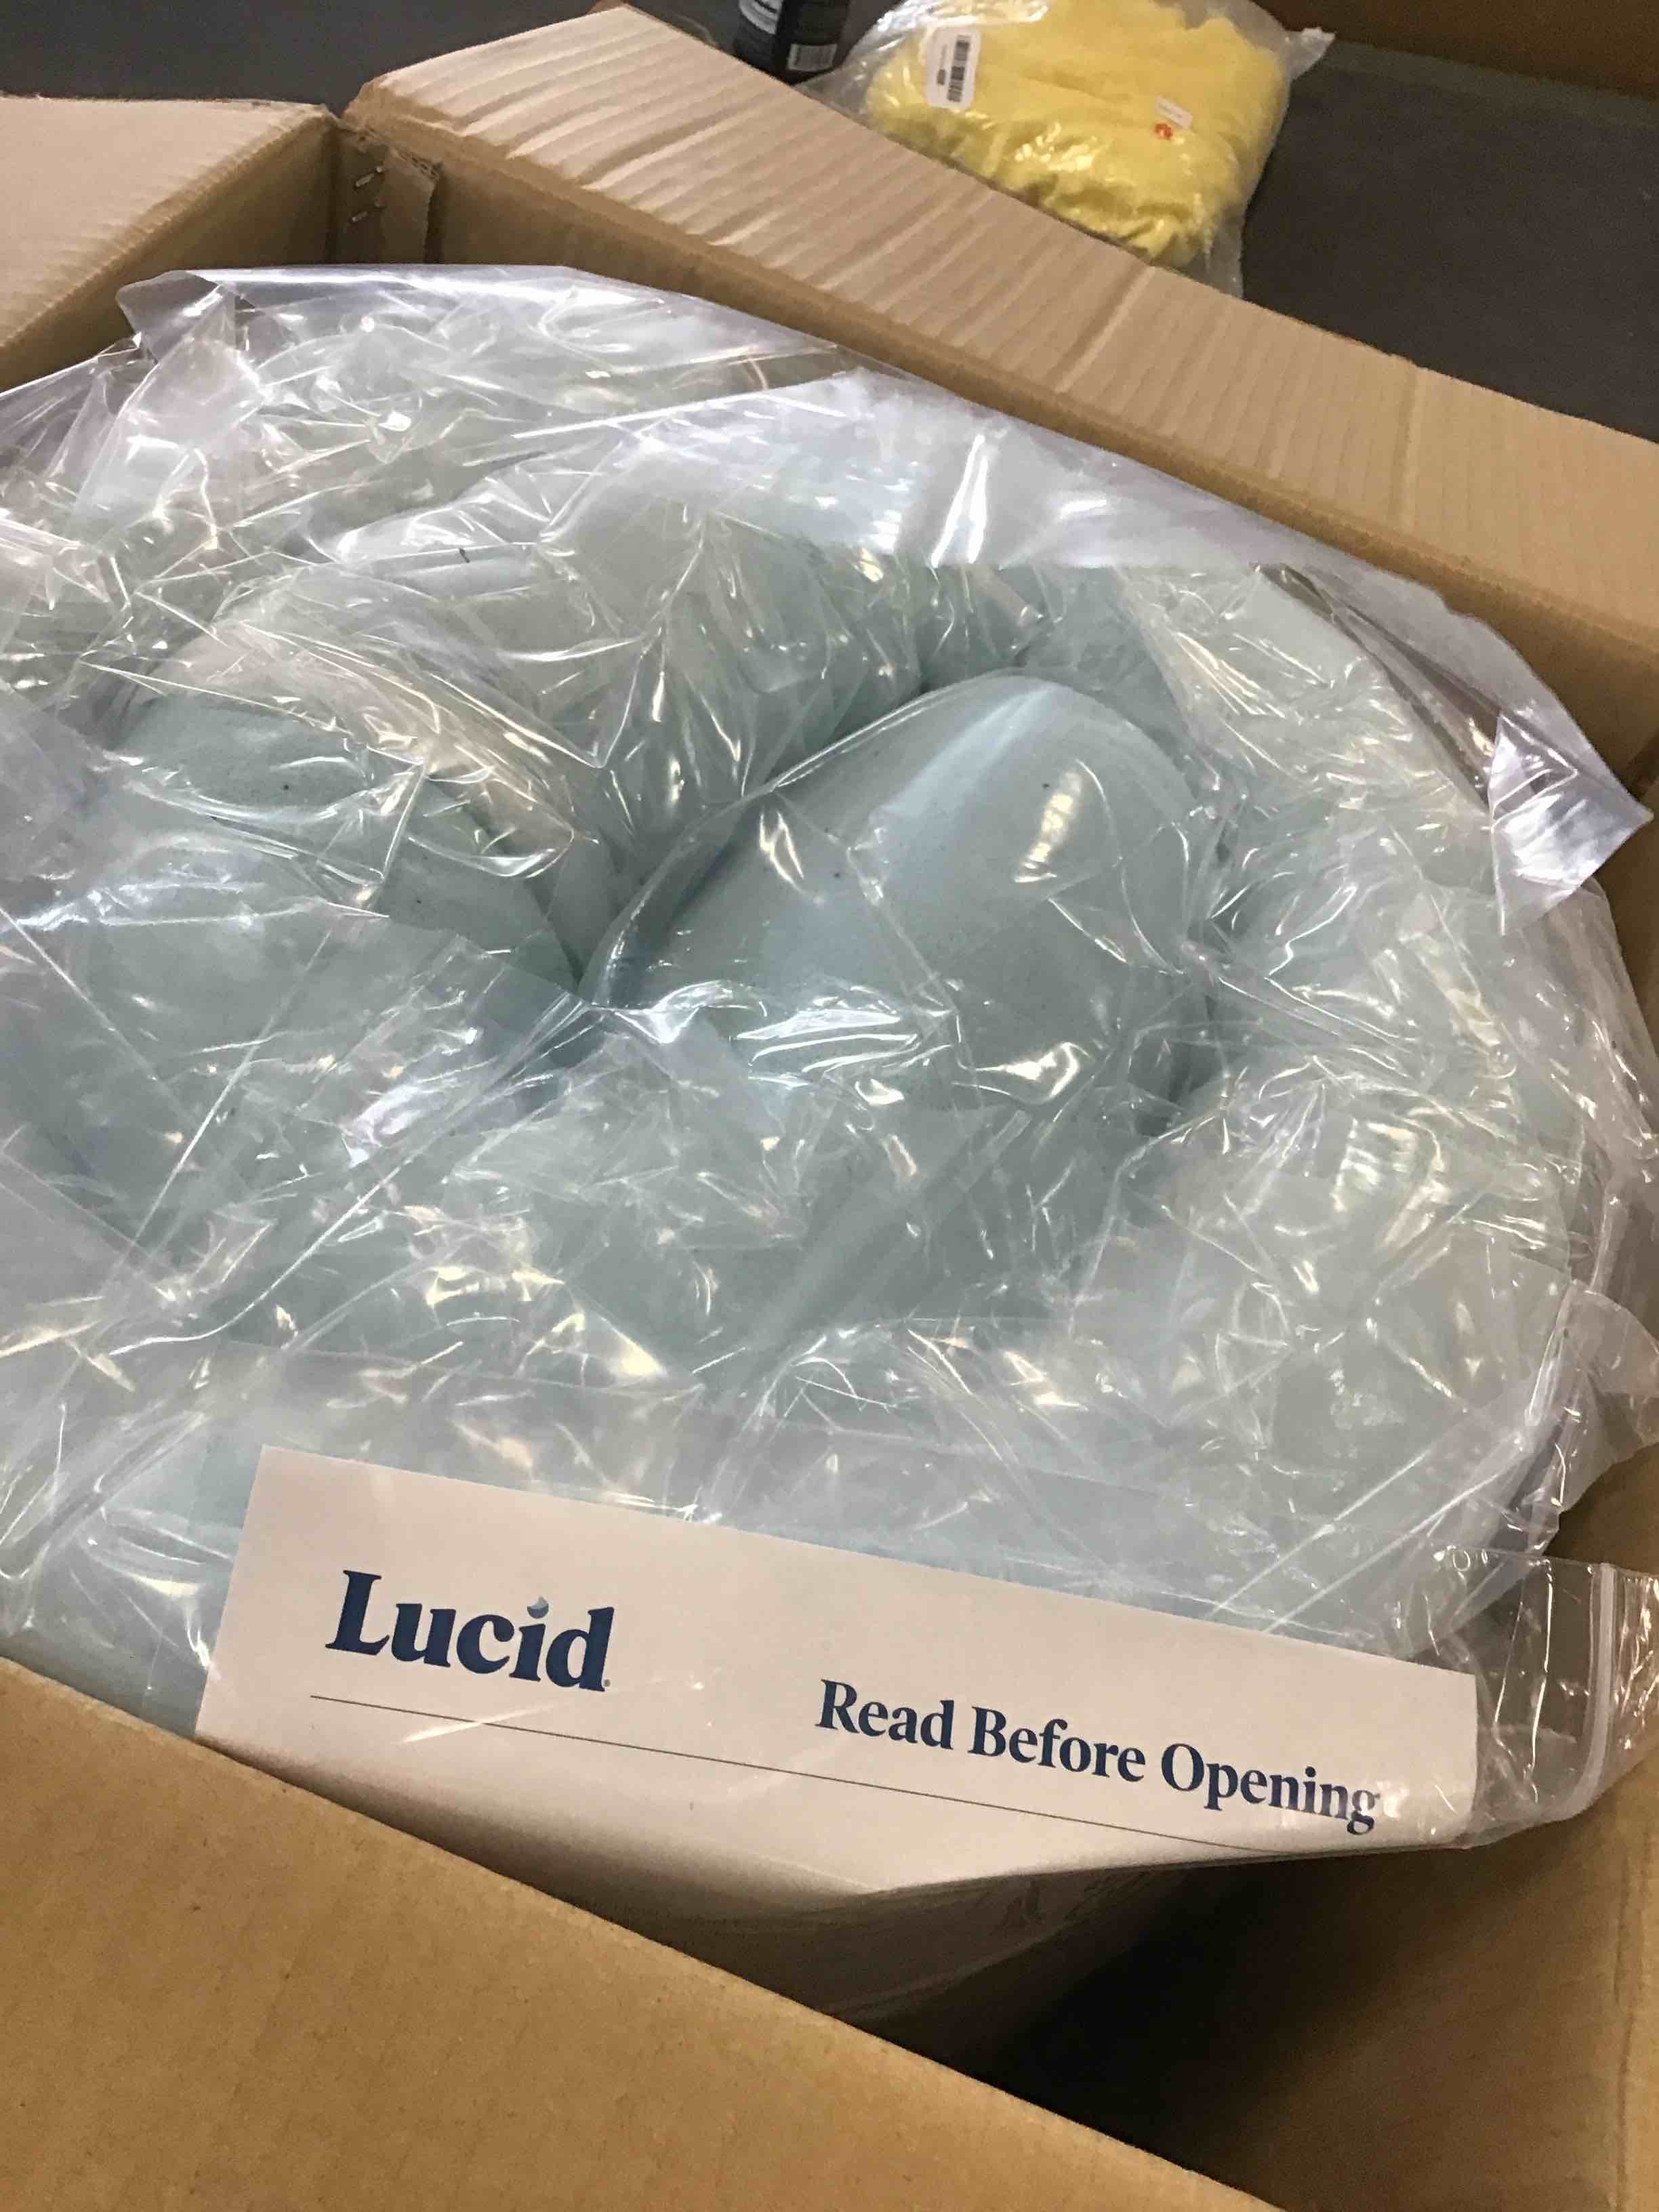 Lucid
Read Before Opening